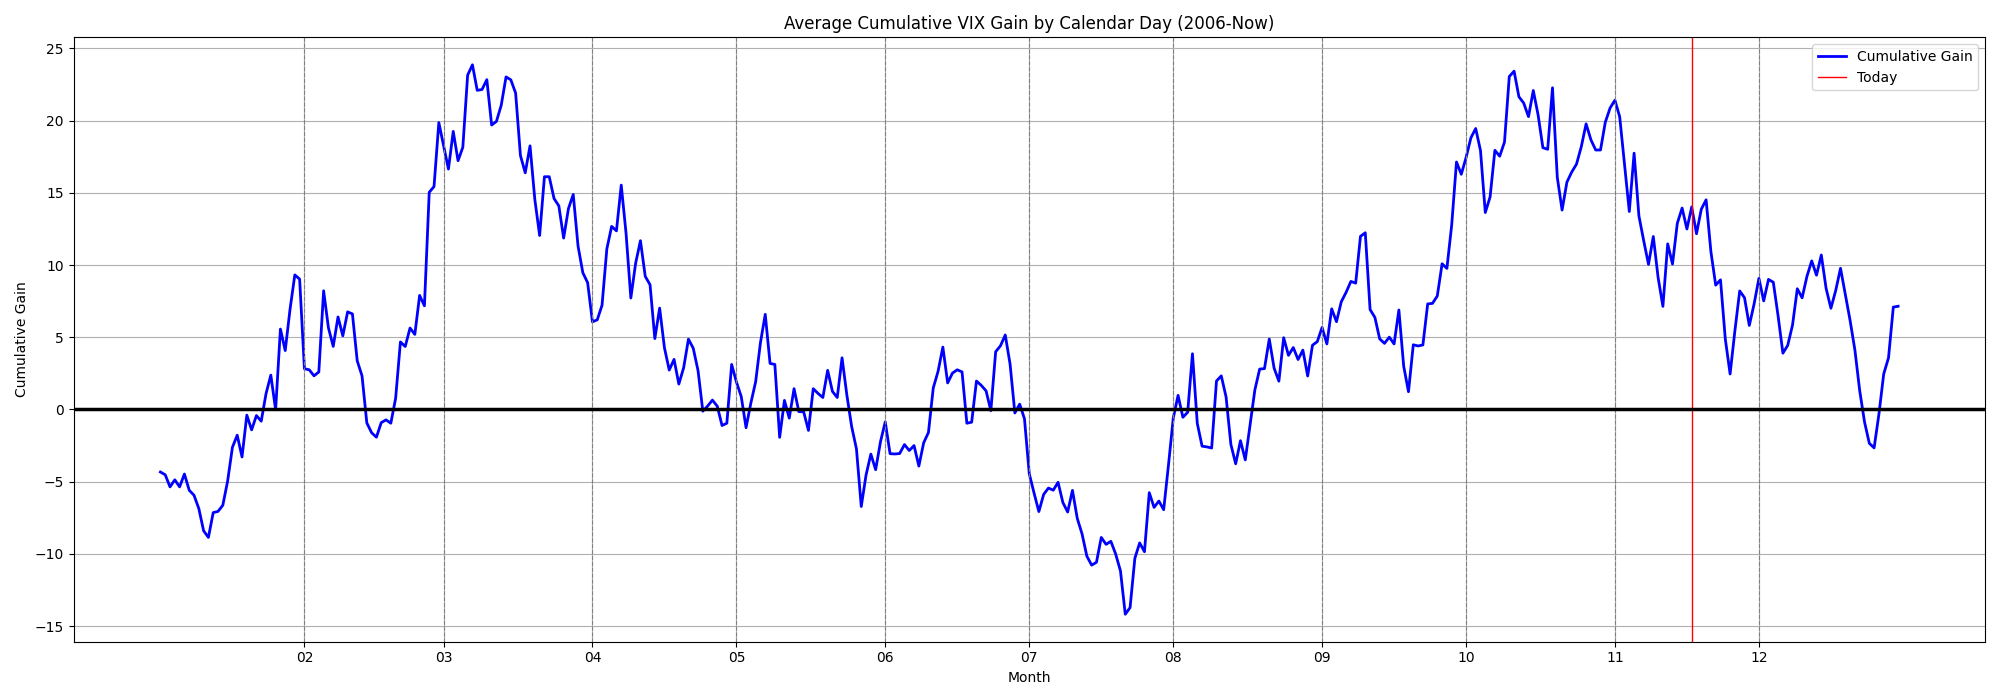 Average Cumulative VIX Gain by Calendar Day (2006-Now)
Cumulative Gain
Today
Cumulative Gain
25
20
15
10
5
0
−5
−10
−15
02 03 04 05 06 07 08 09 10 11 12
Month